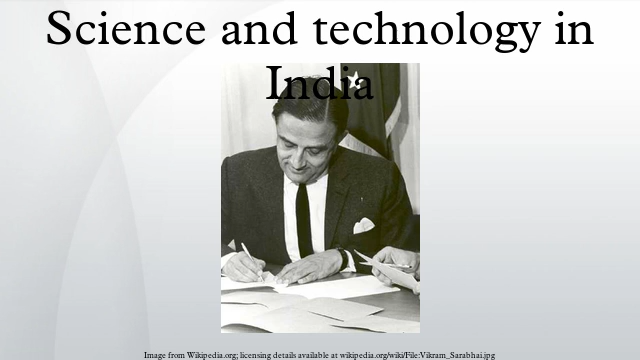 Science and technology in
India
Image from Wikipedia.org; licensing details available at wikipedia.org/wiki/File:Vikram_Sarabhai.jpg